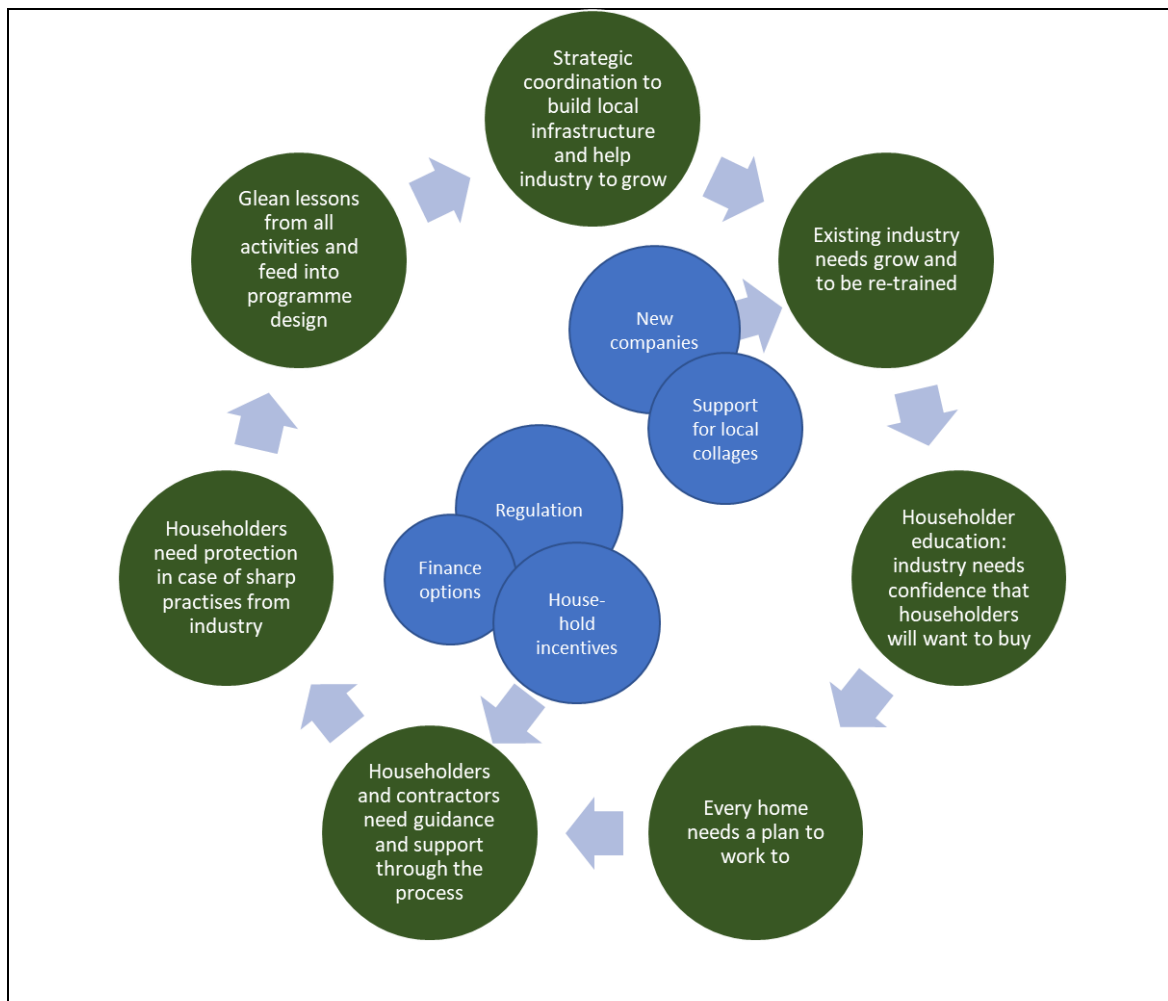 Strategic
coordination to
build local
infrastructure
and help
industry to grow
Existing industry
needs grow and
to be re-trained
Householder
education:
industry needs
confidence that
householders
will want to buy
Every home
needs a plan to
work to
Householders
and contractors
need guidance
and support
through the
process
Householders
need protection
in case of sharp
practises from
industry
Glean lessons
from all
activities and
feed into
programme
design
New
companies
Support
for local
collages
Regulation
Finance
options
House-
hold
incentives